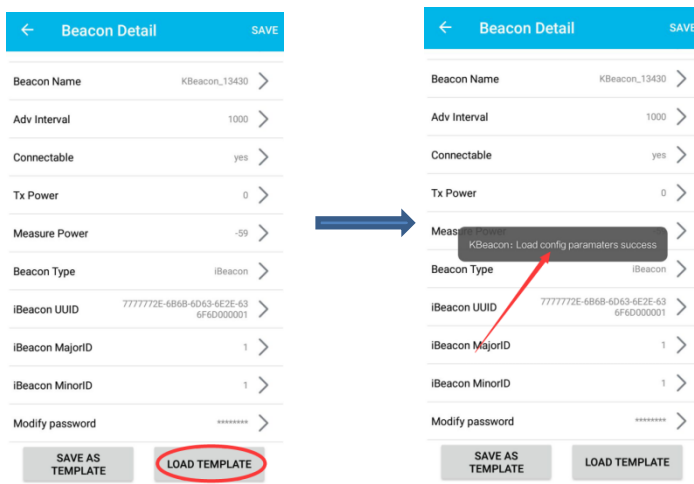 Beacon Detail SAVE
Beacon Name KBeacon_13430
Adv Interval 1000
Connectable yes
Tx Power 0
Measure Power -59
Beacon Type iBeacon
iBeacon UUID 7777772E-6B6B-6D63-6E2E-63
6F6D000001
iBeacon MajorID 1
iBeacon MinorID 1
Modify password ********
SAVE AS
TEMPLATE
LOAD TEMPLATE
Beacon Detail SAVE
Beacon Name KBeacon_13430
Adv Interval 1000
Connectable yes
Tx Power 0
Measure Power
KBeacon: Load config paramaters success
Beacon Type iBeacon
iBeacon UUID 7777772E-6B6B-6D63-6E2E-63
6F6D000001
iBeacon MajorID 1
iBeacon MinorID 1
Modify password ********
SAVE AS
TEMPLATE
LOAD TEMPLATE